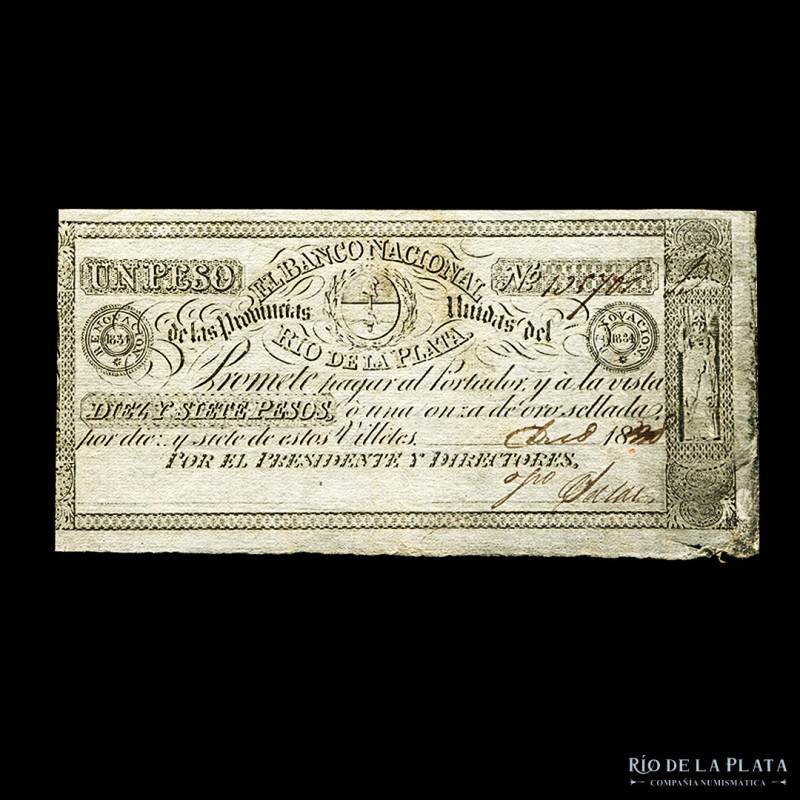 EL BANCO NACIONAL
UN PESO
Nº
de las Provincias Unidas del
RENOVACION 1834
RENOVACION 1834
RIO DE LA PLATA.
Promete pagar al Portador, y à la vista
DIEZ Y SIETE PESOS, ó una onza de oro sellada,
por diez y siete de estos Villetes. 18
POR EL PRESIDENTE Y DIRECTORES,
RÍO DE LA PLATA
COMPAÑÍA NUMISMÁTICA